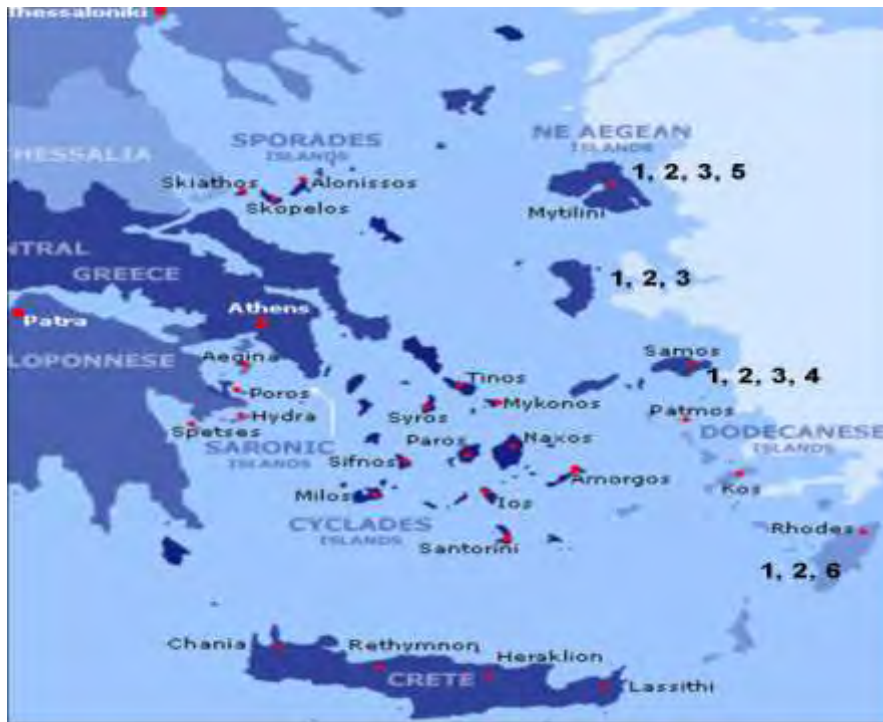 Thessaloniki
SPORADES
ISLANDS
NE AEGEAN
ISLANDS
HESSALIA
1, 2, 3, 5
Skiathos
Alonissos
Skopelos
Mytilini
NTRAL
GREECE
1, 2, 3
Athens
Patra
LOPONNESE
Aegina
Samos
Tinos
1, 2, 3, 4
Poros
Mykonos
Hydra
Syros
Patmos
Spetses
SARONIC
ISLANDS
Paros
Naxos
DODECANESE
ISLANDS
Sifnos
Amorgos
Kos
Milos
Ios
CYCLADES
ISLANDS
Santorini
Rhodes
1, 2, 6
Chania
Rethymnon
Heraklion
CRETE
Lassithi